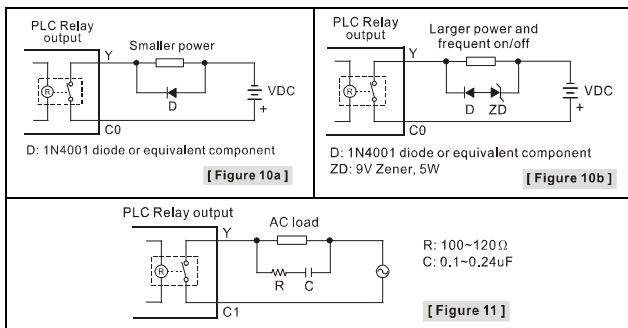 PLC Relay
output
Y
Smaller power
R
D
VDC
+
C0
D: 1N4001 diode or equivalent component
[ Figure 10a ]
PLC Relay
output
Y
Larger power and
frequent on/off
R
D ZD
VDC
+
C0
D: 1N4001 diode or equivalent component
ZD: 9V Zener, 5W
[ Figure 10b ]
PLC Relay output
Y
AC load
R
R C
C1
R: 100~120Ω
C: 0.1~0.24uF
[ Figure 11 ]